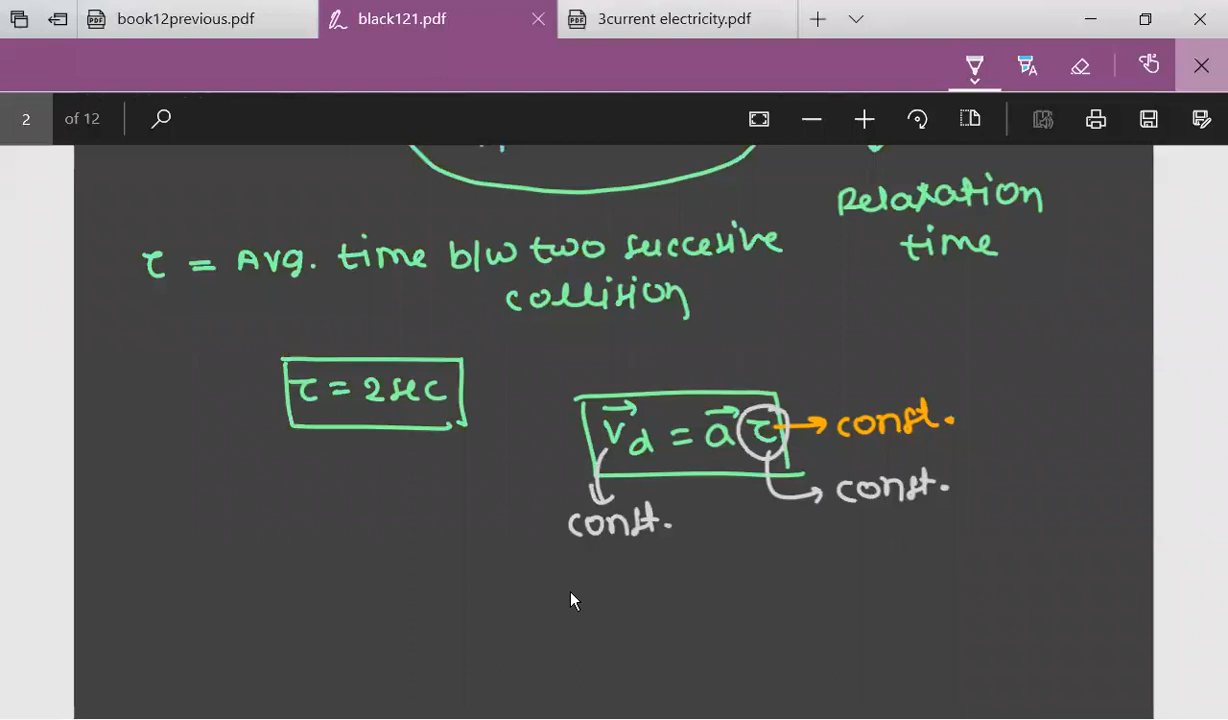 book12previous.pdf
black121.pdf
3current electricity.pdf
2 of 12
Relaxation
time
τ = Avg. time b/w two succesive
collision
τ = 2 sec
v⃗d = a⃗ τ → const.
const.
const.